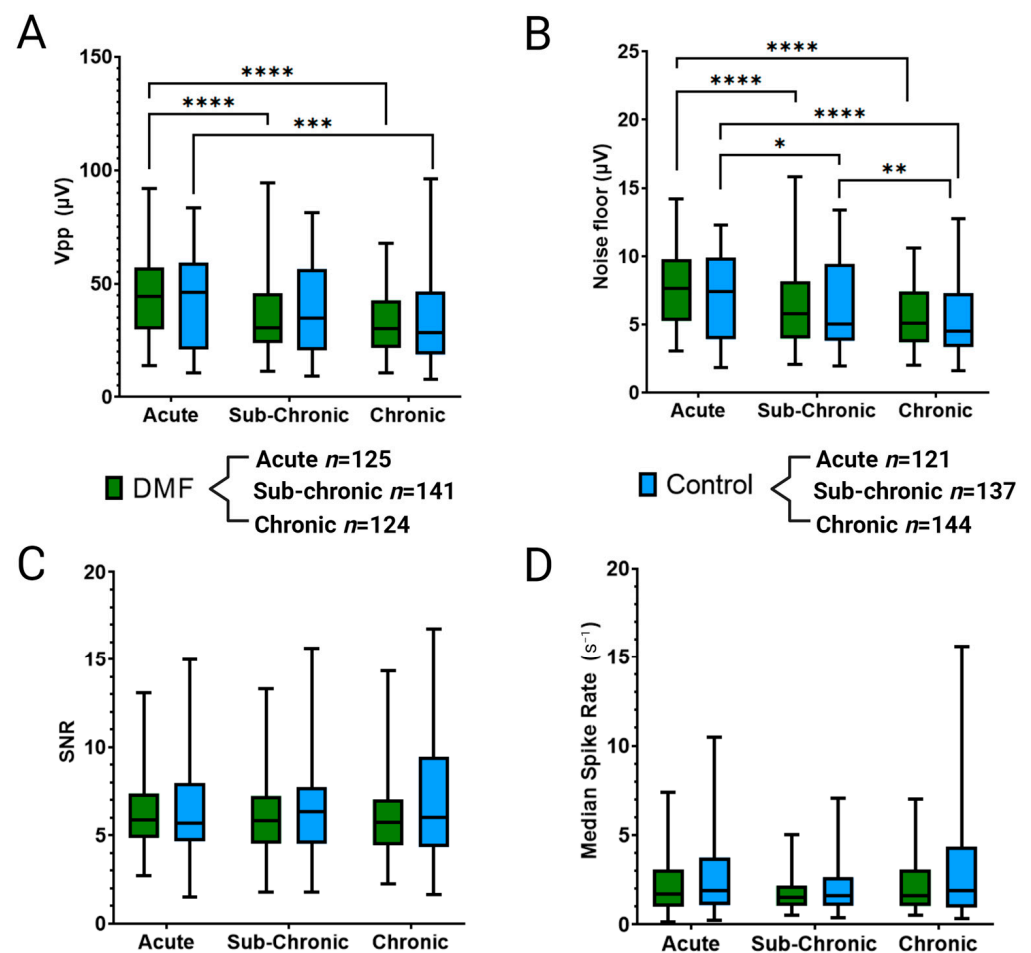 A
150
100
50
0
Vpp (µV)
****
****
***
Acute Sub-Chronic Chronic
B
25
20
15
10
5
0
Noise floor (µV)
****
****
****
*
**
Acute Sub-Chronic Chronic
DMF
Acute n=125
Sub-chronic n=141
Chronic n=124
Control
Acute n=121
Sub-chronic n=137
Chronic n=144
C
20
15
10
5
0
SNR
Acute Sub-Chronic Chronic
D
20
15
10
5
0
Median Spike Rate (s⁻¹)
Acute Sub-Chronic Chronic